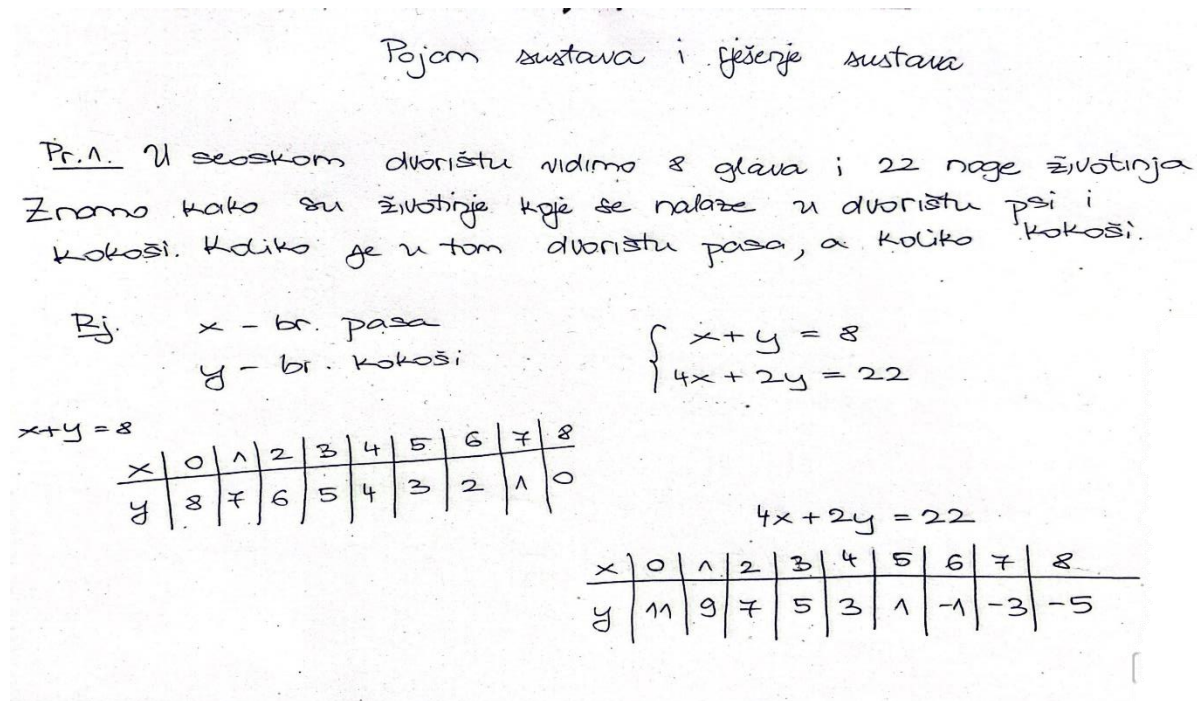 Pojam sustava i rješenje sustava
Pr.1. U seoskom dvorištu vidimo 8 glava i 22 noge životinja
Znamo kako su životinje koje se nalaze u dvorištu psi i
kokoši. Koliko je u tom dvorištu pasa, a koliko kokoši.
Rj. x - br. pasa
y - br. kokoši
{ x + y = 8
4x + 2y = 22
x+y = 8
x | 0 | 1 | 2 | 3 | 4 | 5 | 6 | 7 | 8
y | 8 | 7 | 6 | 5 | 4 | 3 | 2 | 1 | 0
4x + 2y = 22
x | 0 | 1 | 2 | 3 | 4 | 5 | 6 | 7 | 8
y | 11 | 9 | 7 | 5 | 3 | 1 | -1 | -3 | -5